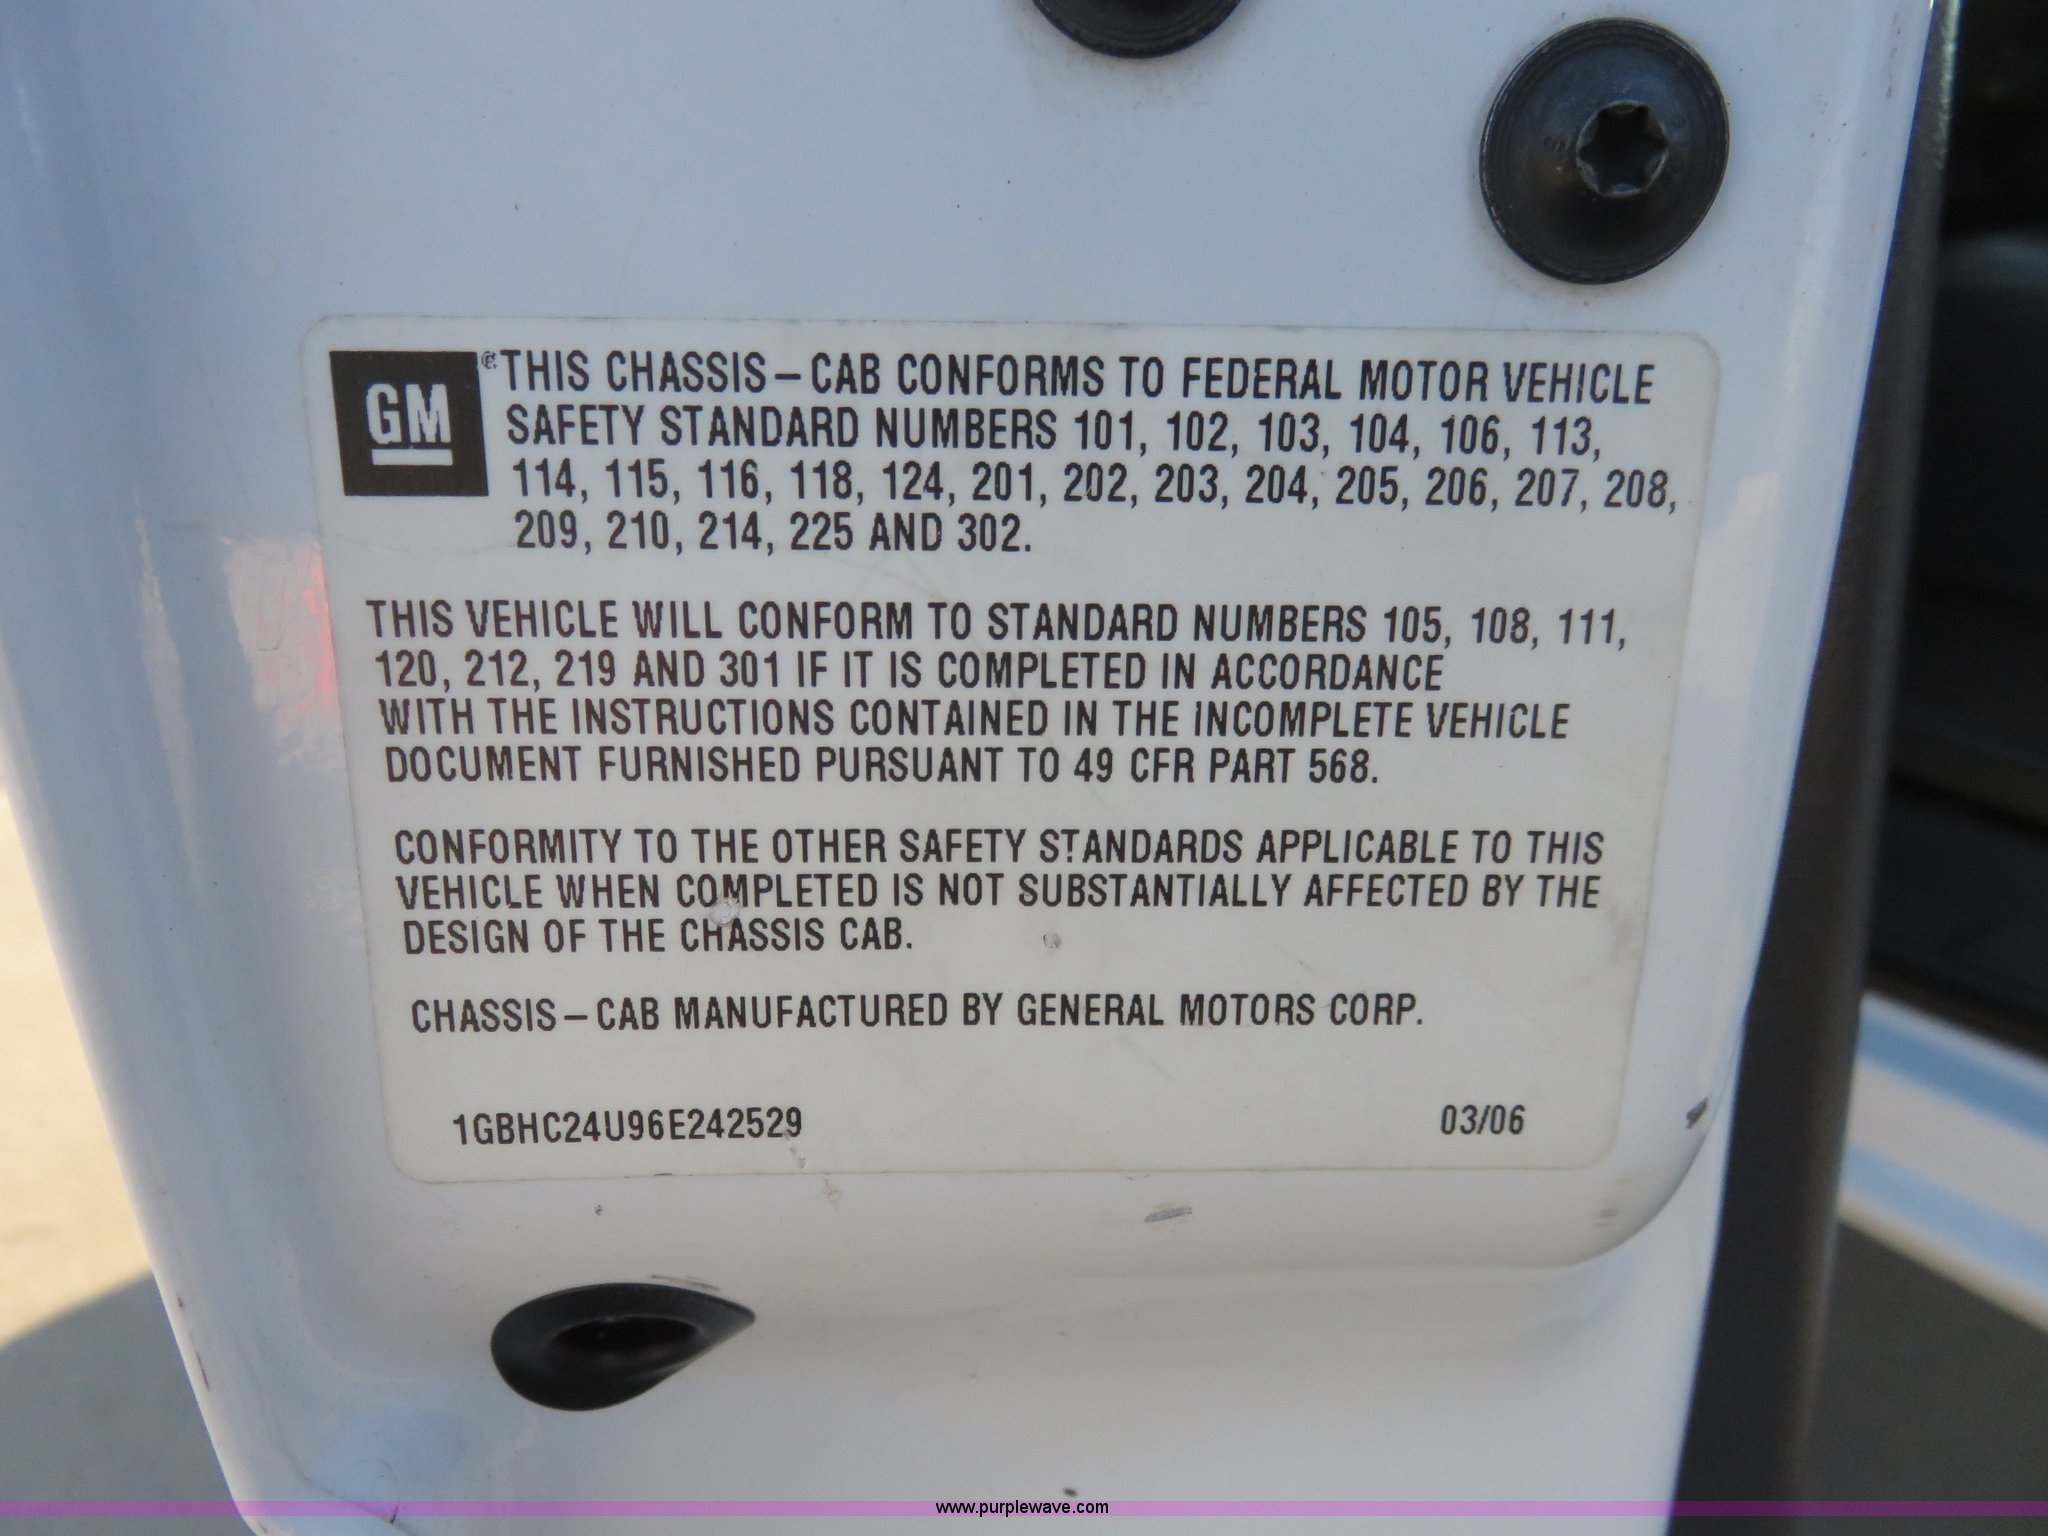 GM
® THIS CHASSIS – CAB CONFORMS TO FEDERAL MOTOR VEHICLE
SAFETY STANDARD NUMBERS 101, 102, 103, 104, 106, 113,
114, 115, 116, 118, 124, 201, 202, 203, 204, 205, 206, 207, 208,
209, 210, 214, 225 AND 302.
THIS VEHICLE WILL CONFORM TO STANDARD NUMBERS 105, 108, 111,
120, 212, 219 AND 301 IF IT IS COMPLETED IN ACCORDANCE
WITH THE INSTRUCTIONS CONTAINED IN THE INCOMPLETE VEHICLE
DOCUMENT FURNISHED PURSUANT TO 49 CFR PART 568.
CONFORMITY TO THE OTHER SAFETY STANDARDS APPLICABLE TO THIS
VEHICLE WHEN COMPLETED IS NOT SUBSTANTIALLY AFFECTED BY THE
DESIGN OF THE CHASSIS CAB.
CHASSIS – CAB MANUFACTURED BY GENERAL MOTORS CORP.
1GBHC24U96E242529 03/06
www.purplewave.com